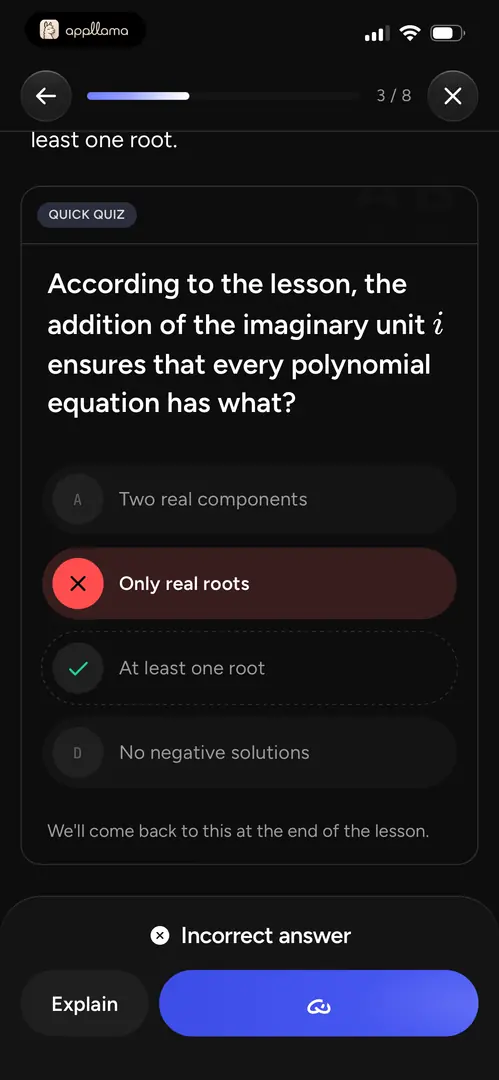 appllama
3 / 8
least one root.
QUICK QUIZ
According to the lesson, the
addition of the imaginary unit i
ensures that every polynomial
equation has what?
A Two real components
Only real roots
At least one root
D No negative solutions
We'll come back to this at the end of the lesson.
Incorrect answer
Explain